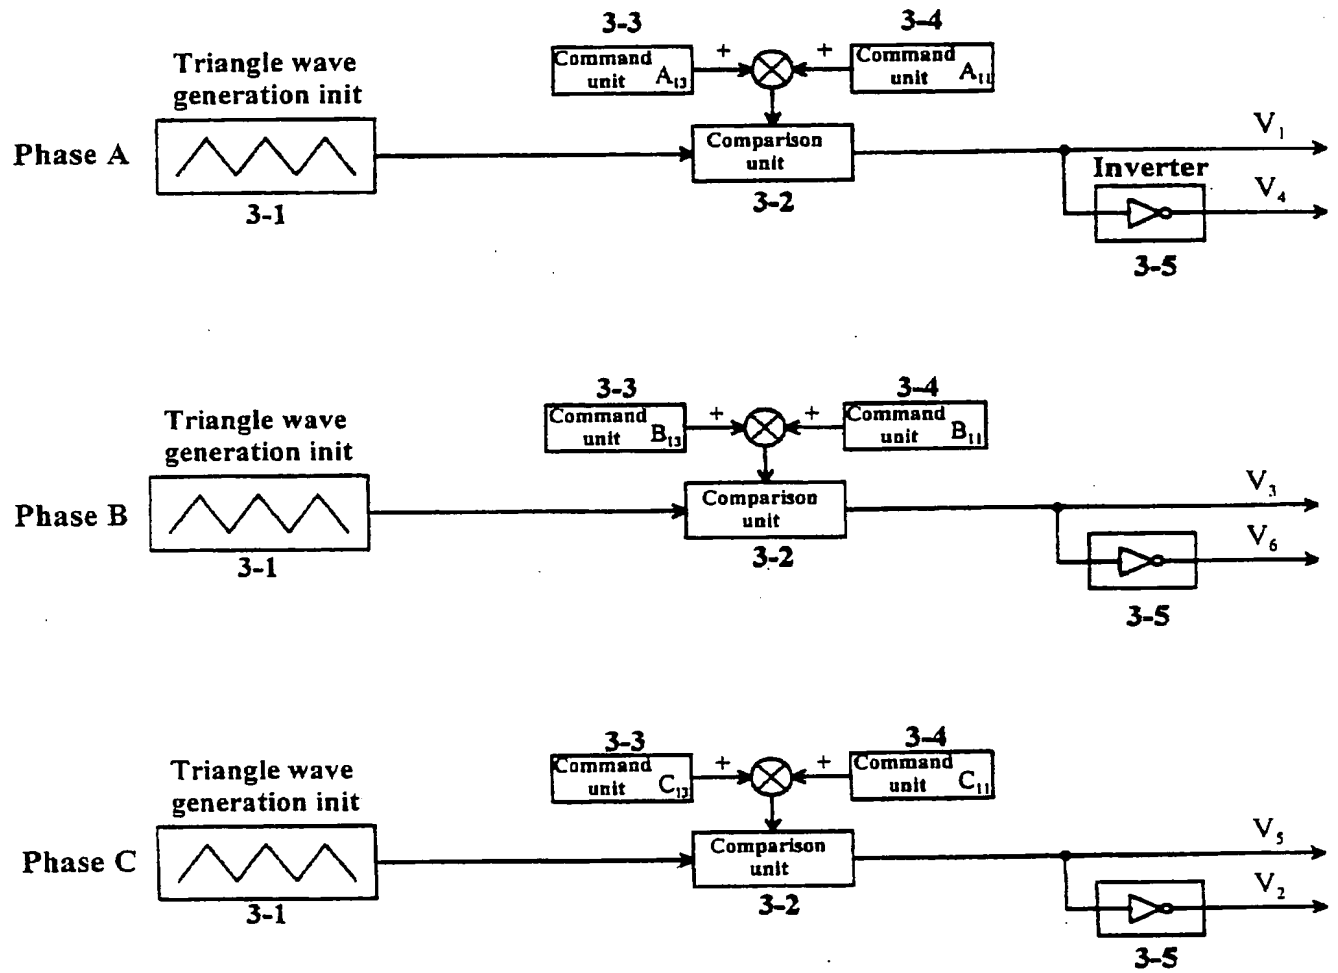 3-3
3-4
Triangle wave
generation init
Command
unit A₁₃
+
+
Command
unit A₁₁
Phase A
Comparison
unit
V₁
Inverter
V₄
3-1
3-2
3-5
3-3
3-4
Triangle wave
generation init
Command
unit B₁₃
+
+
Command
unit B₁₁
Phase B
Comparison
unit
V₃
V₆
3-1
3-2
3-5
3-3
3-4
Triangle wave
generation init
Command
unit C₁₃
+
+
Command
unit C₁₁
Phase C
Comparison
unit
V₅
V₂
3-1
3-2
3-5